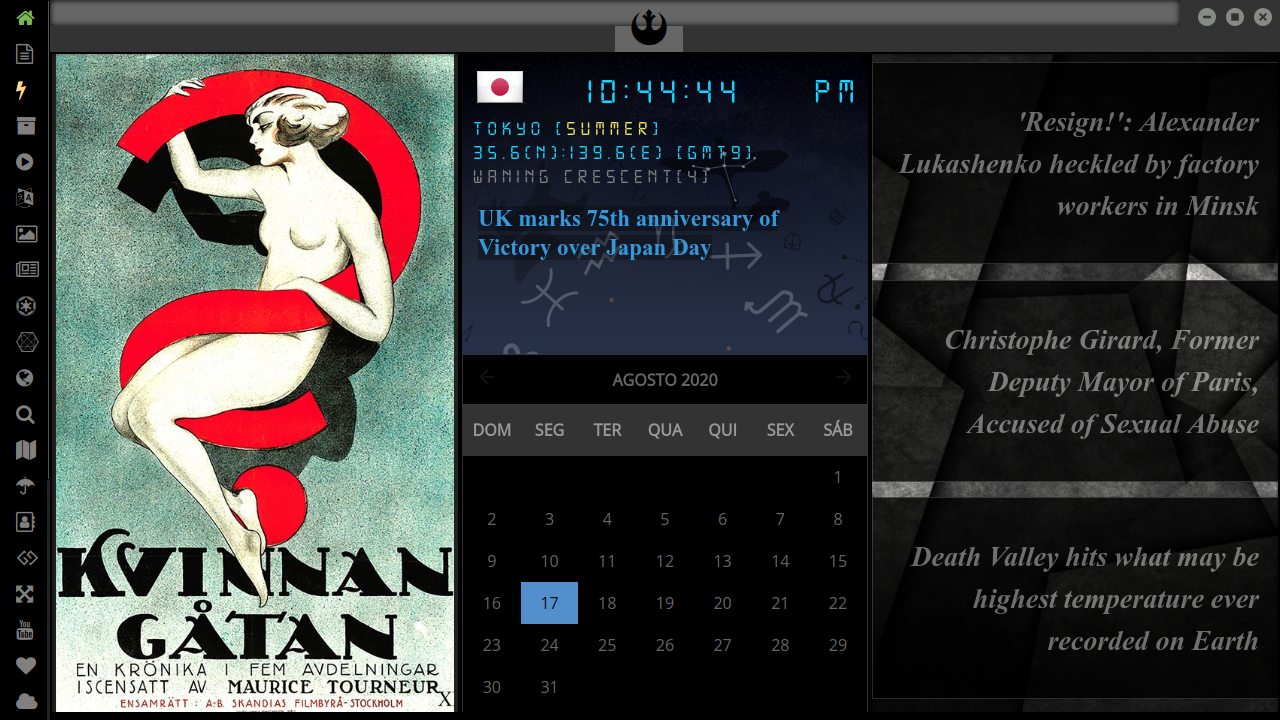 KVINNAN
GÅTAN
EN KRÖNIKA I FEM AVDELNINGAR
ISCENSATT AV MAURICE TOURNEUR
X
ENSAMRÄTT: A-B. SKANDIAS FILMBYRÅ-STOCKHOLM
10:44:44 PM
TOKYO [SUMMER]
35.6(N):139.6(E) [GMT9]
WANING CRESCENT[4]
UK marks 75th anniversary of
Victory over Japan Day
AGOSTO 2020
DOM SEG TER QUA QUI SEX SÁB
1
2 3 4 5 6 7 8
9 10 11 12 13 14 15
16 17 18 19 20 21 22
23 24 25 26 27 28 29
30 31
'Resign!': Alexander
Lukashenko heckled by factory
workers in Minsk
Christophe Girard, Former
Deputy Mayor of Paris,
Accused of Sexual Abuse
Death Valley hits what may be
highest temperature ever
recorded on Earth
You
Tube